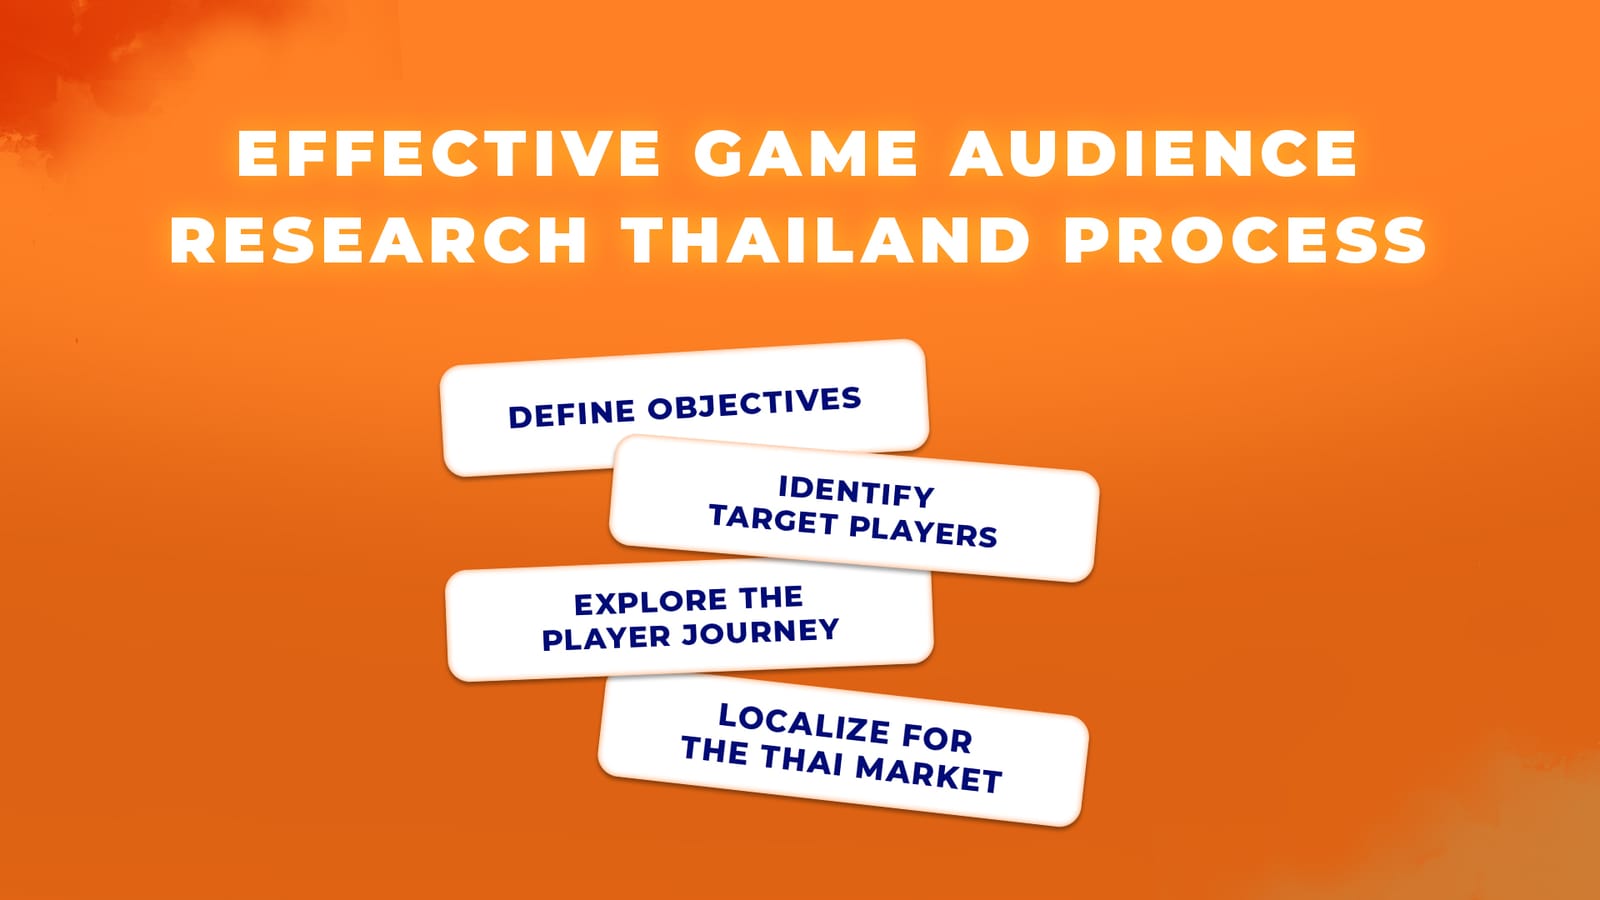 EFFECTIVE GAME AUDIENCE
RESEARCH THAILAND PROCESS
DEFINE OBJECTIVES
IDENTIFY
TARGET PLAYERS
EXPLORE THE
PLAYER JOURNEY
LOCALIZE FOR
THE THAI MARKET